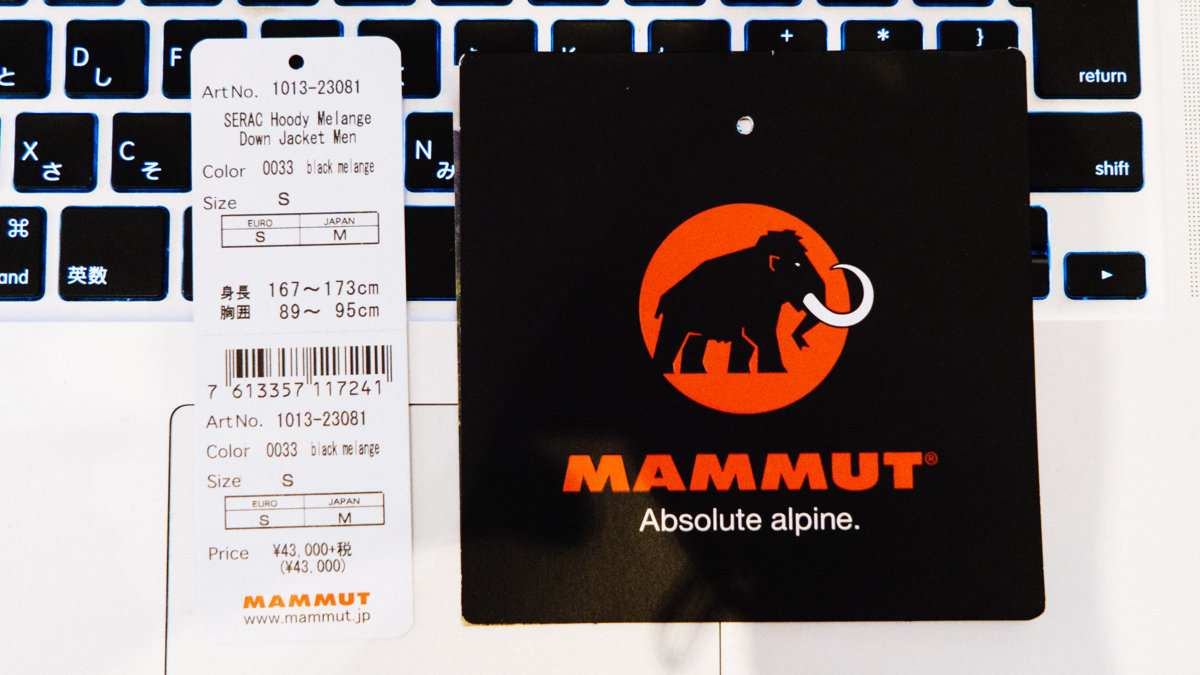 D
し
F
+
*
}
return
X
さ
C
そ
N
み
shift
⌘
and
英数
Art No. 1013-23081
SERAC Hoody Melange
Down Jacket Men
Color 0033 black melange
Size S
EURO JAPAN
S M
身長 167～173cm
胸囲 89～ 95cm
7 613357 117241
Art No. 1013-23081
Color 0033 black melange
Size S
EURO JAPAN
S M
Price ¥43,000+税
(¥43,000)
MAMMUT
www.mammut.jp
MAMMUT®
Absolute alpine.